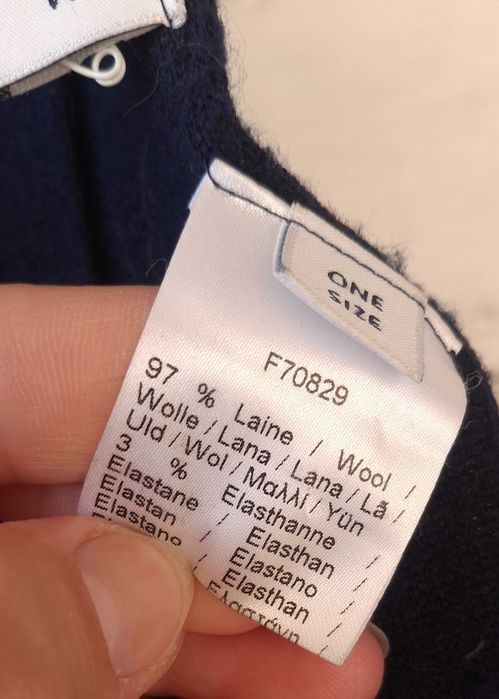 ONE
SIZE
F70829
97 % Laine / Wool /
Wolle / Lana / Lana / Lã /
Uld / Wol / Μαλλί / Yün
3 % Elasthanne /
Elastane / Elasthan /
Elastan / Elastano /
Elastano / Elasthan /
Ελαστάνη